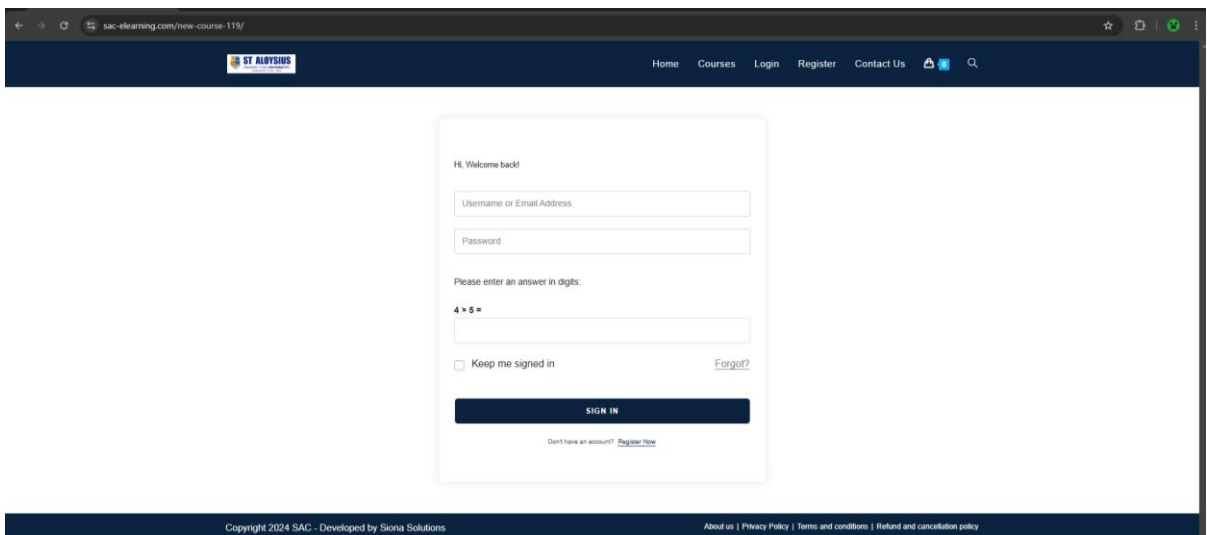 sac-elearning.com/new-course-119/
ST ALOYSIUS
Home Courses Login Register Contact Us 0
Hi, Welcome back!
Username or Email Address
Password
Please enter an answer in digits:
4 × 5 =
Keep me signed in Forgot?
SIGN IN
Don't have an account? Register Now
Copyright 2024 SAC - Developed by Siona Solutions About us | Privacy Policy | Terms and conditions | Refund and cancellation policy